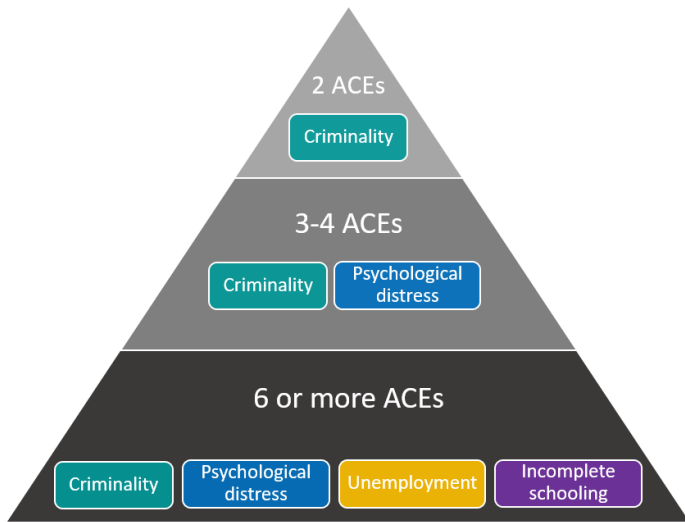 2 ACEs
Criminality
3-4 ACEs
Criminality
Psychological
distress
6 or more ACEs
Criminality
Psychological
distress
Unemployment
Incomplete
schooling